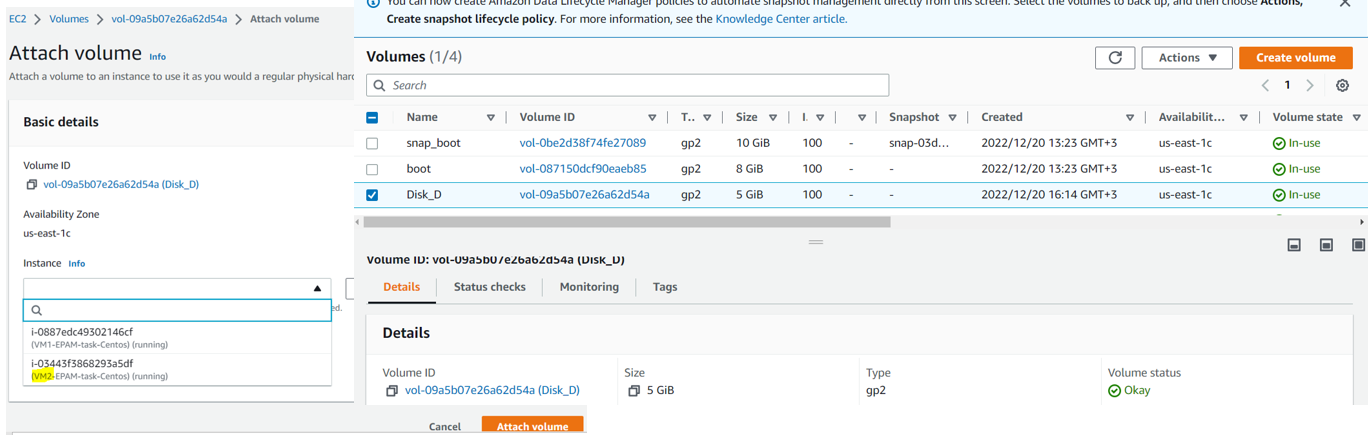 EC2 > Volumes > vol-09a5b07e26a62d54a > Attach volume
Attach volume Info
Attach a volume to an instance to use it as you would a regular physical hard
Basic details
Volume ID
vol-09a5b07e26a62d54a (Disk_D)
Availability Zone
us-east-1c
Instance Info
ed.
i-0887edc49302146cf
(VM1-EPAM-task-Centos) (running)
i-03443f3868293a5df
(VM2-EPAM-task-Centos) (running)
Cancel Attach volume
You can now create Amazon Data Lifecycle Manager policies to automate snapshot management directly from this screen. Select the volumes to back up, and then choose Actions,
Create snapshot lifecycle policy. For more information, see the Knowledge Center article.
Volumes (1/4) Actions Create volume
Search 1
Name Volume ID T... Size I. Snapshot Created Availabilit... Volume state
snap_boot vol-0be2d38f74fe27089 gp2 10 GiB 100 - snap-03d... 2022/12/20 13:23 GMT+3 us-east-1c In-use
boot vol-087150dcf90eaeb85 gp2 8 GiB 100 - - 2022/12/20 13:23 GMT+3 us-east-1c In-use
Disk_D vol-09a5b07e26a62d54a gp2 5 GiB 100 - - 2022/12/20 16:14 GMT+3 us-east-1c In-use
Volume ID: vol-09a5b07e26a62d54a (Disk_D)
Details Status checks Monitoring Tags
Details
Volume ID Size Type Volume status
vol-09a5b07e26a62d54a (Disk_D) 5 GiB gp2 Okay